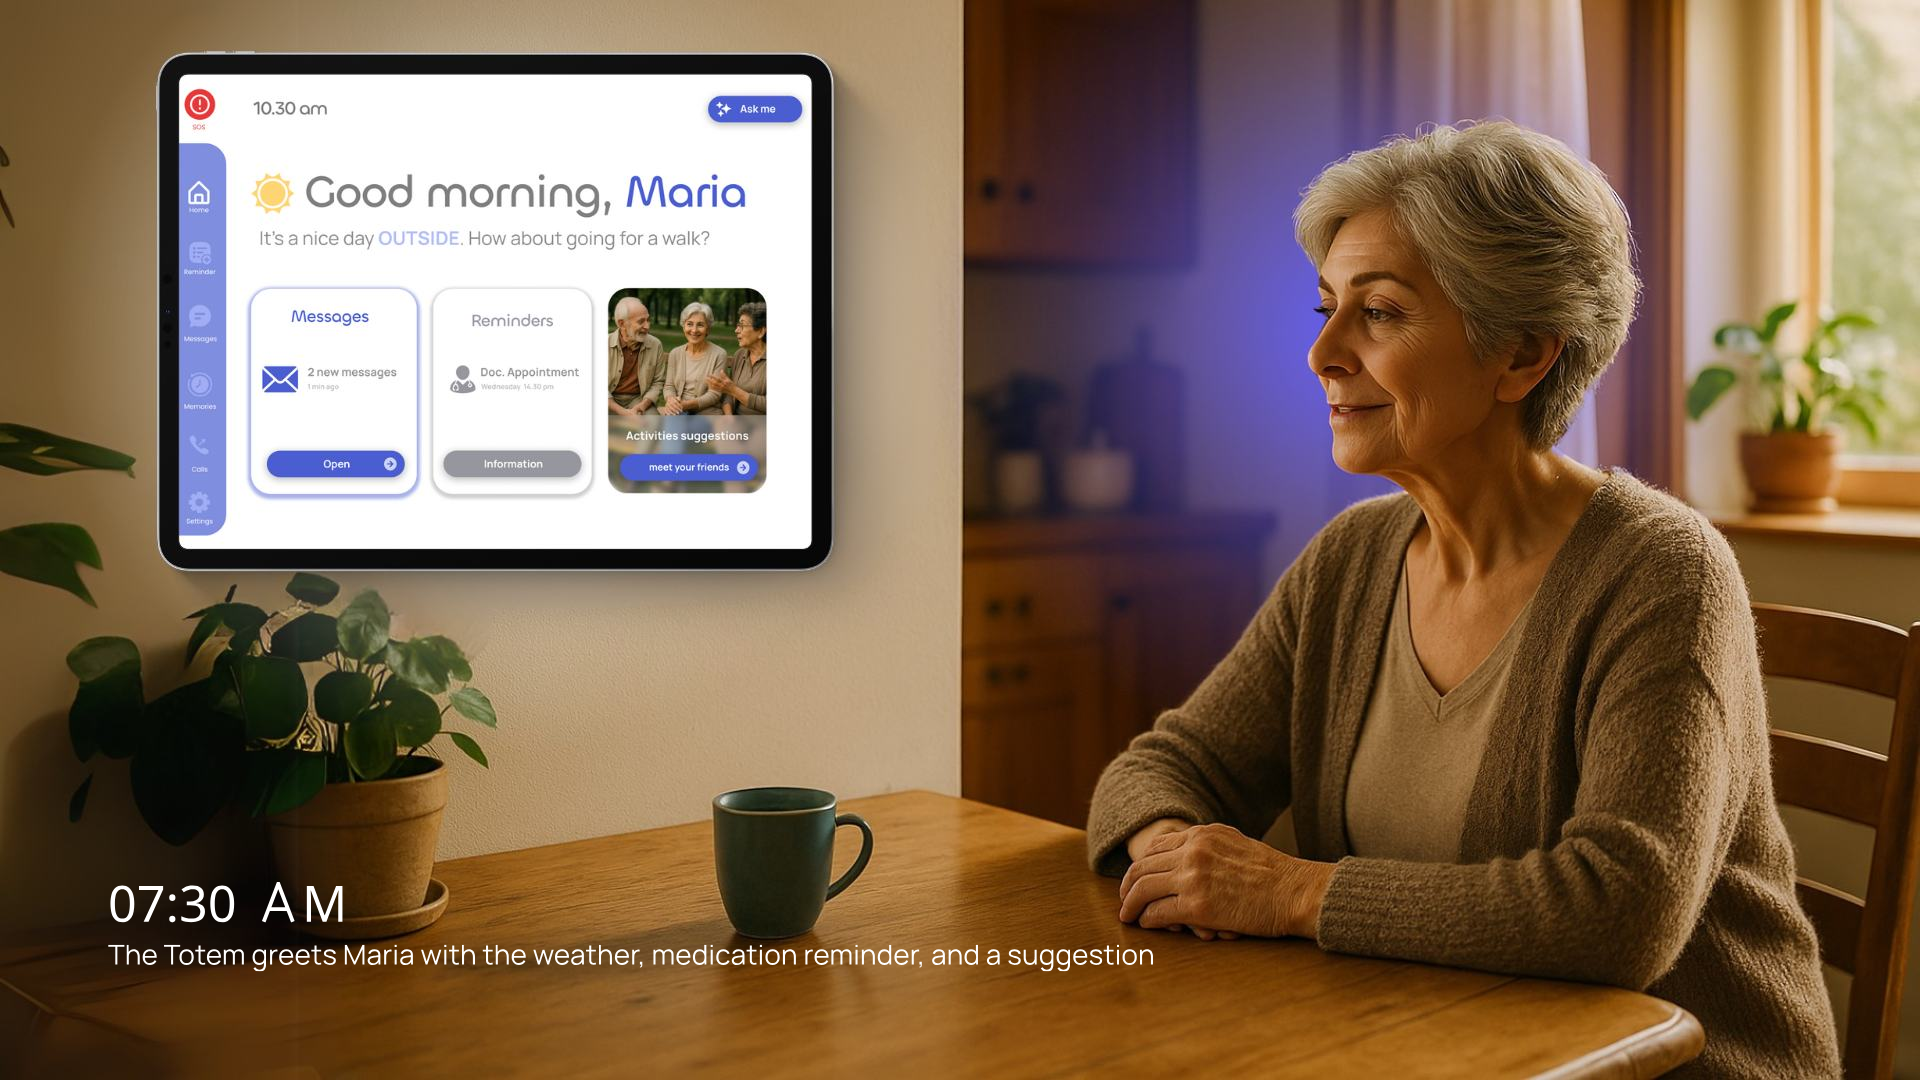 SOS
10.30 am
Ask me
Good morning, Maria
It's a nice day OUTSIDE. How about going for a walk?
Home
Reminder
Messages
Memories
Calls
Settings
Messages
2 new messages
1 min ago
Open
Reminders
Doc. Appointment
Wednesday 14.30 pm
Information
Activities suggestions
meet your friends
07:30 AM
The Totem greets Maria with the weather, medication reminder, and a suggestion